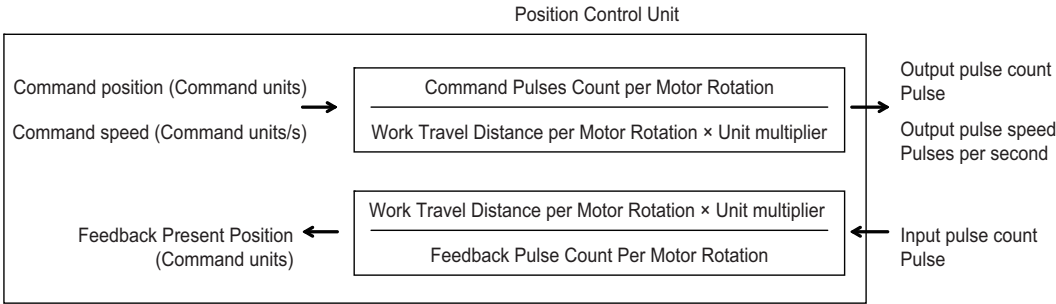 Position Control Unit
Command position (Command units)
Command speed (Command units/s)
Command Pulses Count per Motor Rotation
Work Travel Distance per Motor Rotation × Unit multiplier
Output pulse count
Pulse
Output pulse speed
Pulses per second
Feedback Present Position
(Command units)
Work Travel Distance per Motor Rotation × Unit multiplier
Feedback Pulse Count Per Motor Rotation
Input pulse count
Pulse